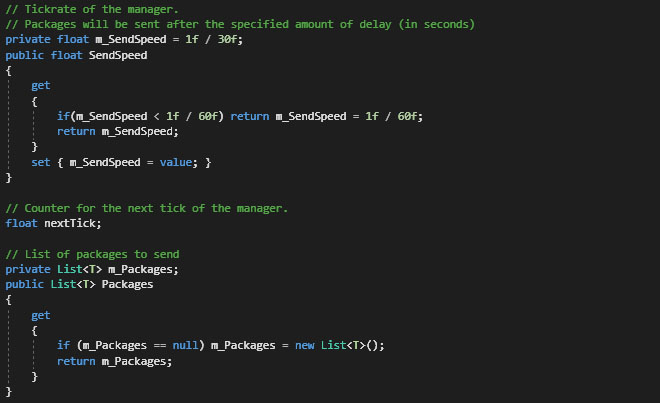 // Tickrate of the manager.
// Packages will be sent after the specified amount of delay (in seconds)
private float m_SendSpeed = 1f / 30f;
public float SendSpeed
{
    get
    {
        if(m_SendSpeed < 1f / 60f) return m_SendSpeed = 1f / 60f;
        return m_SendSpeed;
    }
    set { m_SendSpeed = value; }
}

// Counter for the next tick of the manager.
float nextTick;

// List of packages to send
private List<T> m_Packages;
public List<T> Packages
{
    get
    {
        if (m_Packages == null) m_Packages = new List<T>();
        return m_Packages;
    }
}